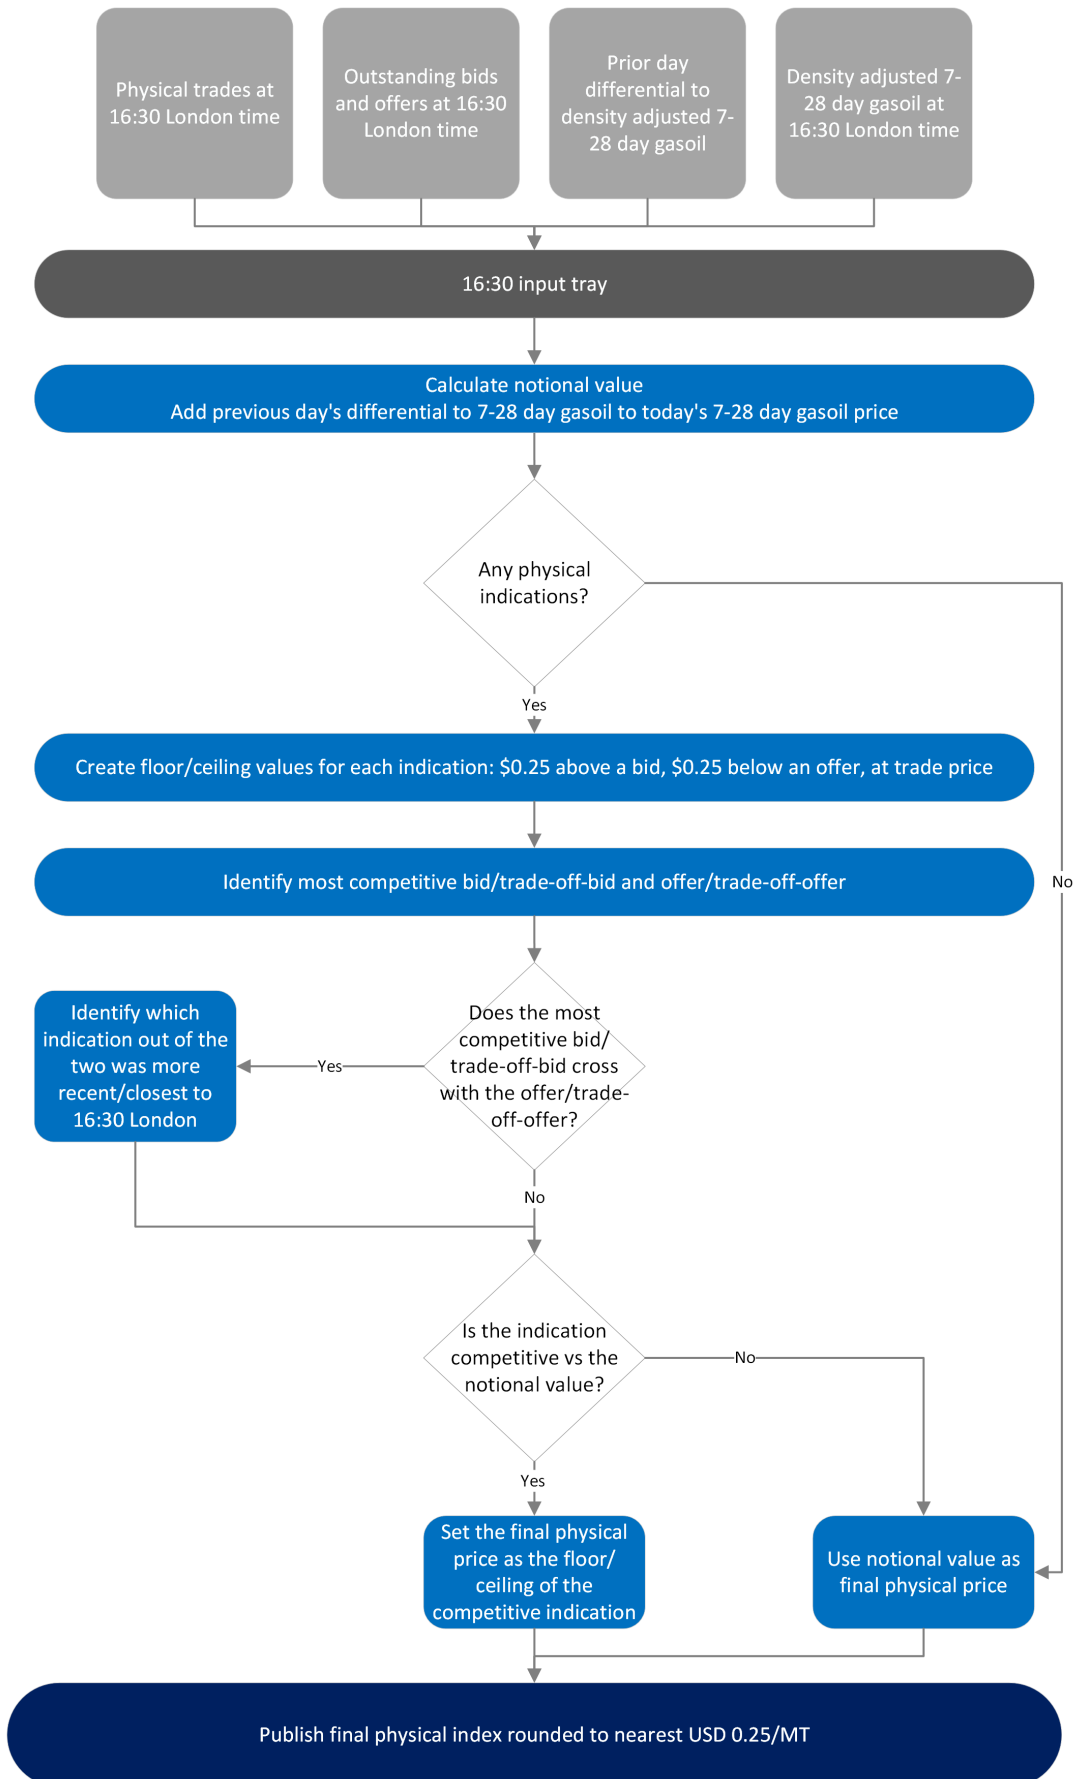 Physical trades at
16:30 London time
Outstanding bids
and offers at 16:30
London time
Prior day
differential to
density adjusted 7-
28 day gasoil
Density adjusted 7-
28 day gasoil at
16:30 London time
16:30 input tray
Calculate notional value
Add previous day's differential to 7-28 day gasoil to today's 7-28 day gasoil price
Any physical
indications?
Yes
Create floor/ceiling values for each indication: $0.25 above a bid, $0.25 below an offer, at trade price
Identify most competitive bid/trade-off-bid and offer/trade-off-offer
No
Does the most
competitive bid/
trade-off-bid cross
with the offer/trade-
off-offer?
Yes
Identify which
indication out of the
two was more
recent/closest to
16:30 London
No
Is the indication
competitive vs the
notional value?
No
Yes
Set the final physical
price as the floor/
ceiling of the
competitive indication
Use notional value as
final physical price
Publish final physical index rounded to nearest USD 0.25/MT